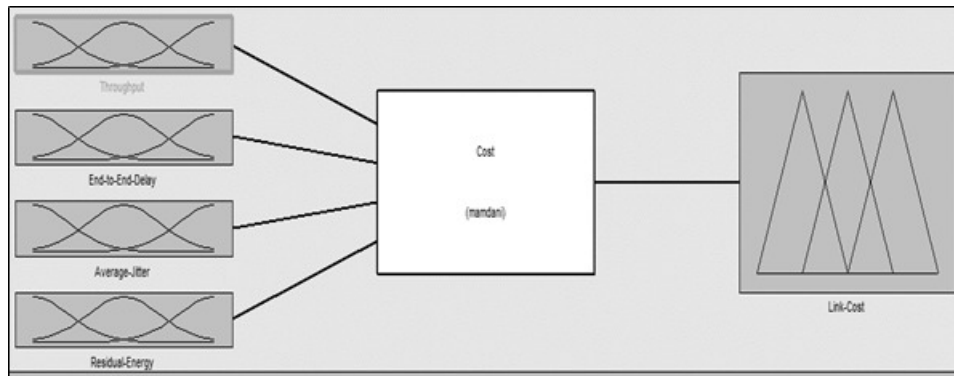 Throughput
End-to-End-Delay
Average-Jitter
Residual-Energy
Cost
(mamdani)
Link-Cost